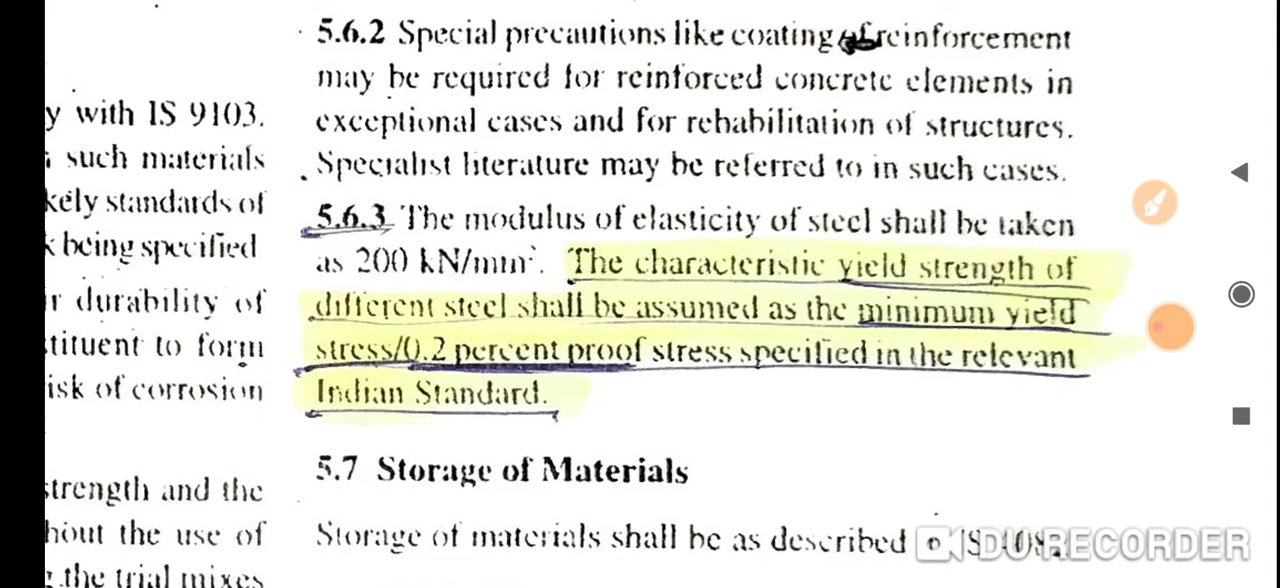 y with IS 9103.
such materials
kely standards of
being specified
r durability of
tituent to form
isk of corrosion
strength and the
hout the use of
the trial mixes
5.6.2 Special precautions like coating of reinforcement
may be required for reinforced concrete elements in
exceptional cases and for rehabilitation of structures.
Specialist literature may be referred to in such cases.
5.6.3 The modulus of elasticity of steel shall be taken
as 200 kN/mm². The characteristic yield strength of
different steel shall be assumed as the minimum yield
stress/0.2 percent proof stress specified in the relevant
Indian Standard.
5.7 Storage of Materials
Storage of materials shall be as described
DU RECORDER